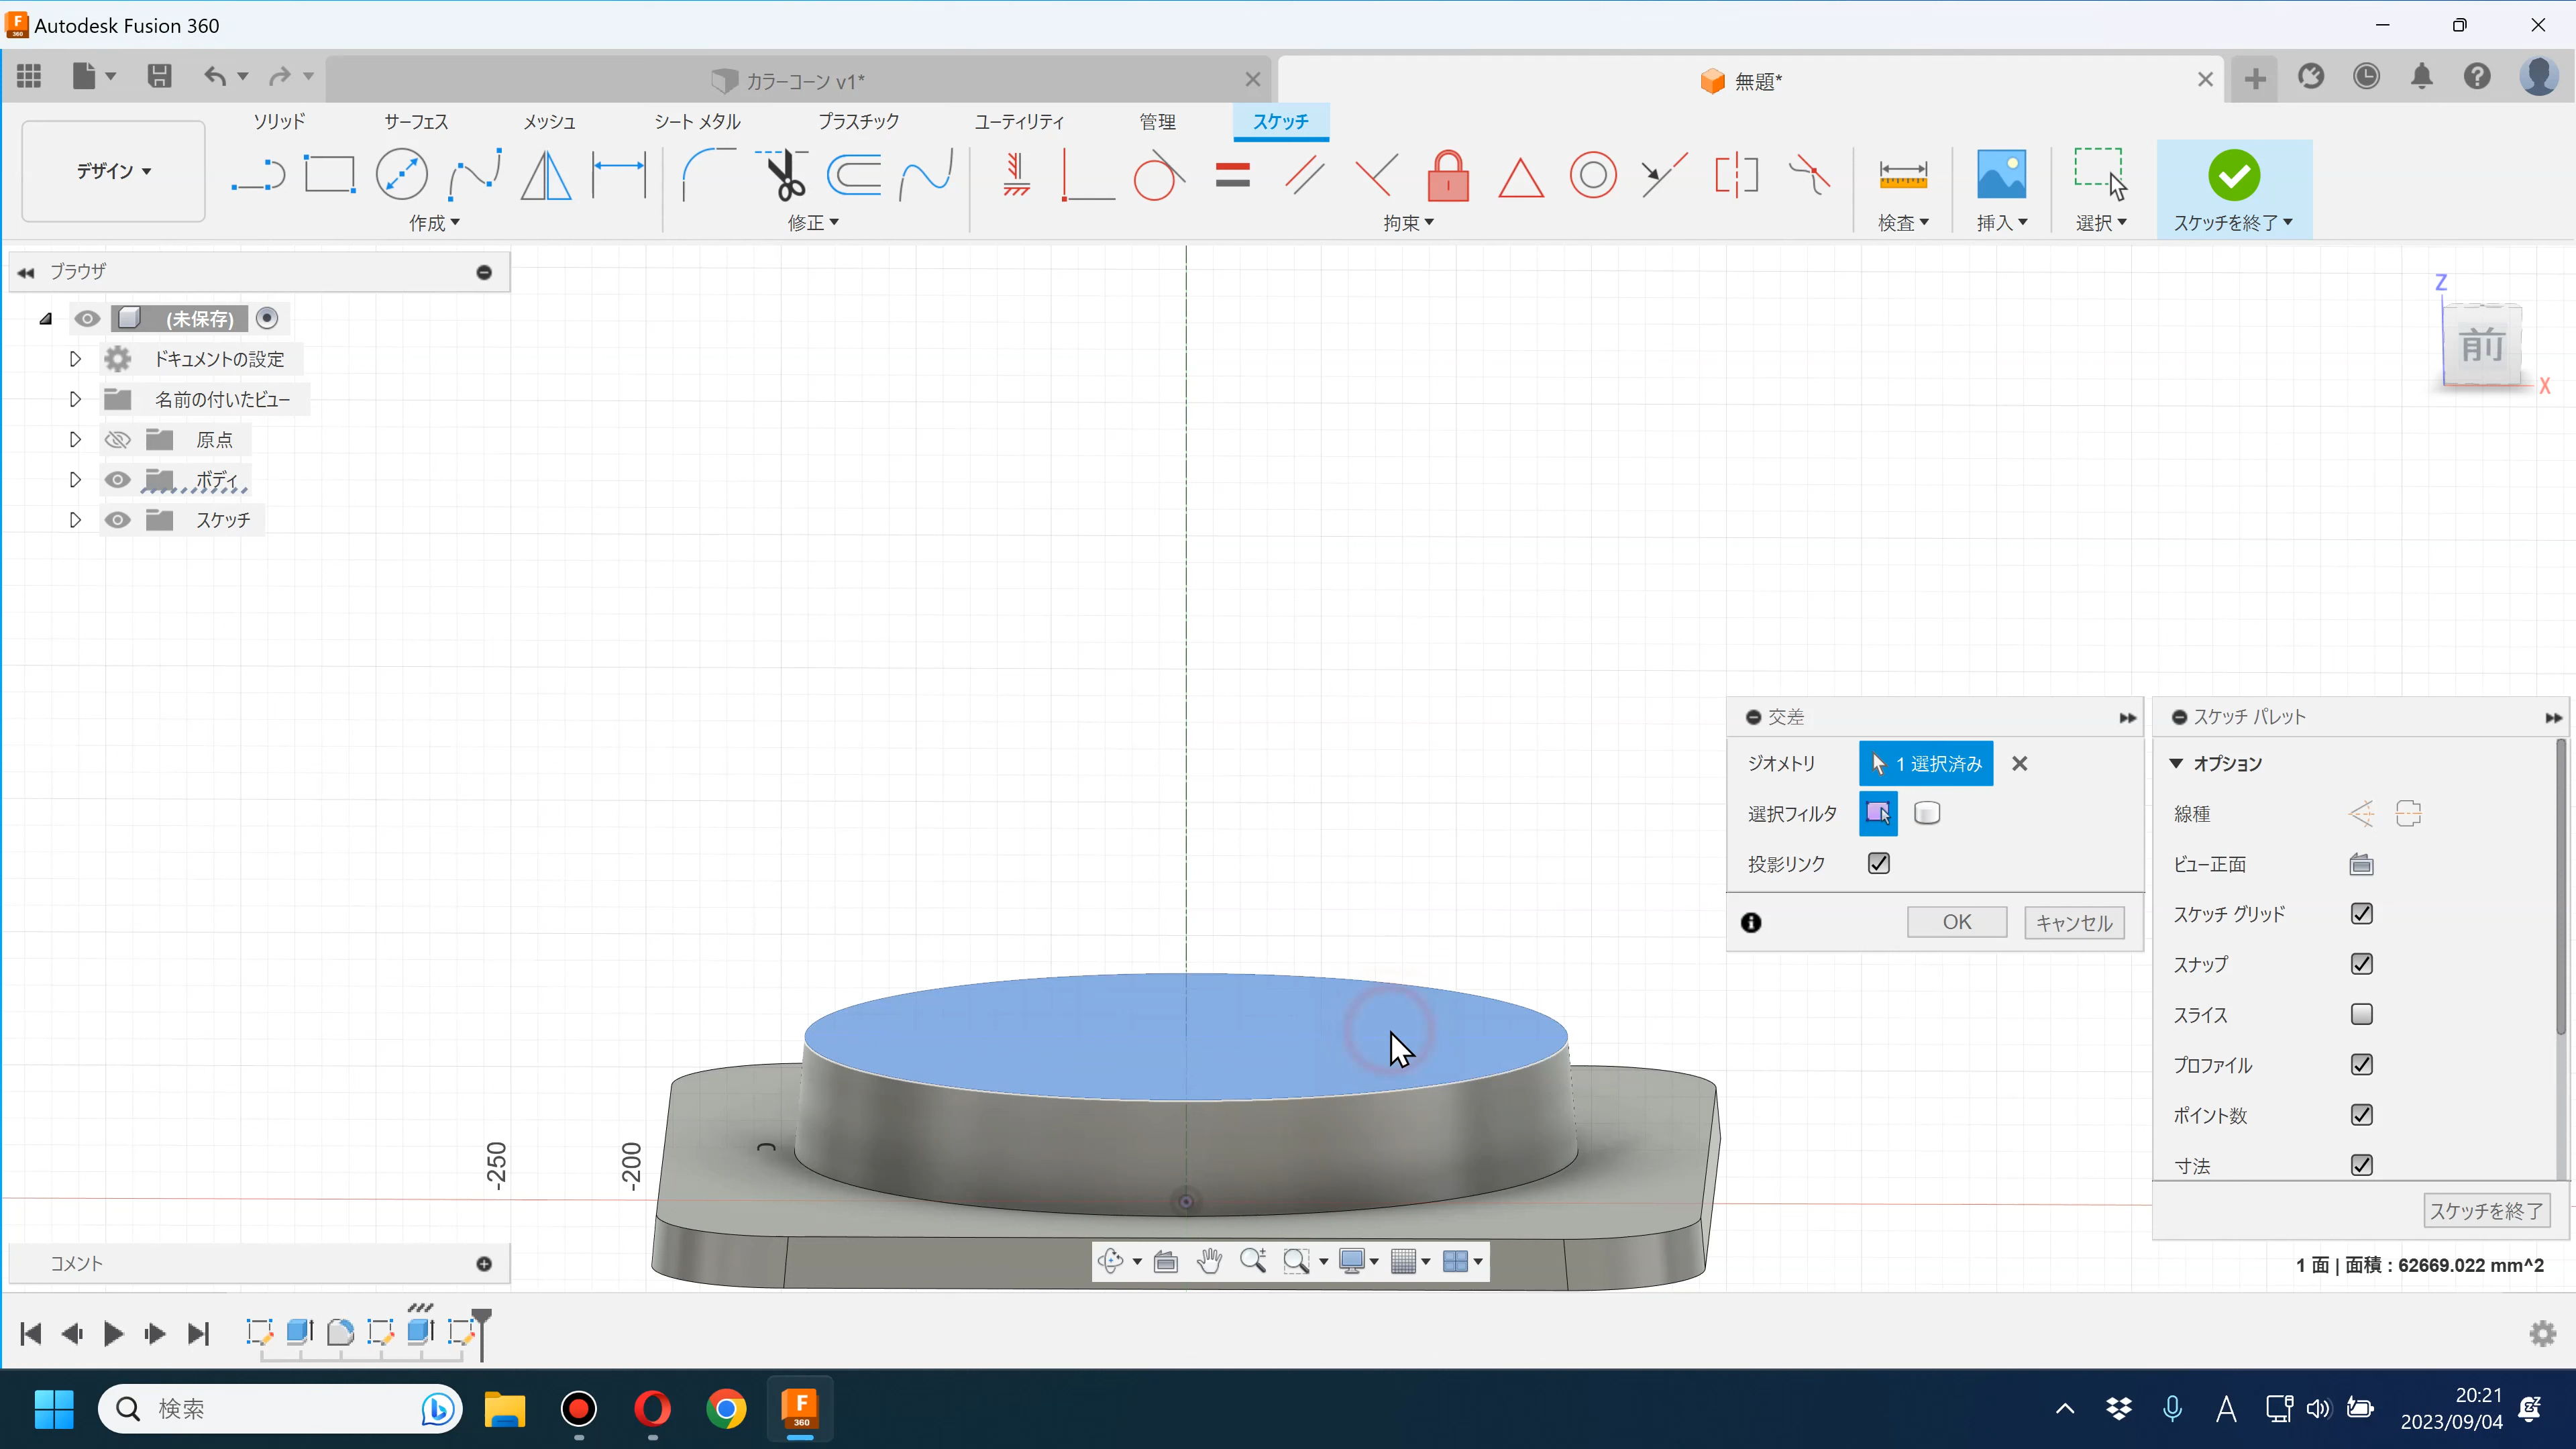 Autodesk Fusion 360
カラーコーン v1*
無題*
ソリッド
サーフェス
メッシュ
シート メタル
プラスチック
ユーティリティ
管理
スケッチ
デザイン
作成
修正
拘束
検査
挿入
選択
スケッチを終了
ブラウザ
(未保存)
ドキュメントの設定
名前の付いたビュー
原点
ボディ
スケッチ
Z
前
X
交差
ジオメトリ
1 選択済み
選択フィルタ
投影リンク
OK
キャンセル
スケッチ パレット
オプション
線種
ビュー正面
スケッチ グリッド
スナップ
スライス
プロファイル
ポイント数
寸法
スケッチを終了
-250
-200
コメント
1 面 | 面積 : 62669.022 mm^2
検索
F
360
A
20:21
2023/09/04